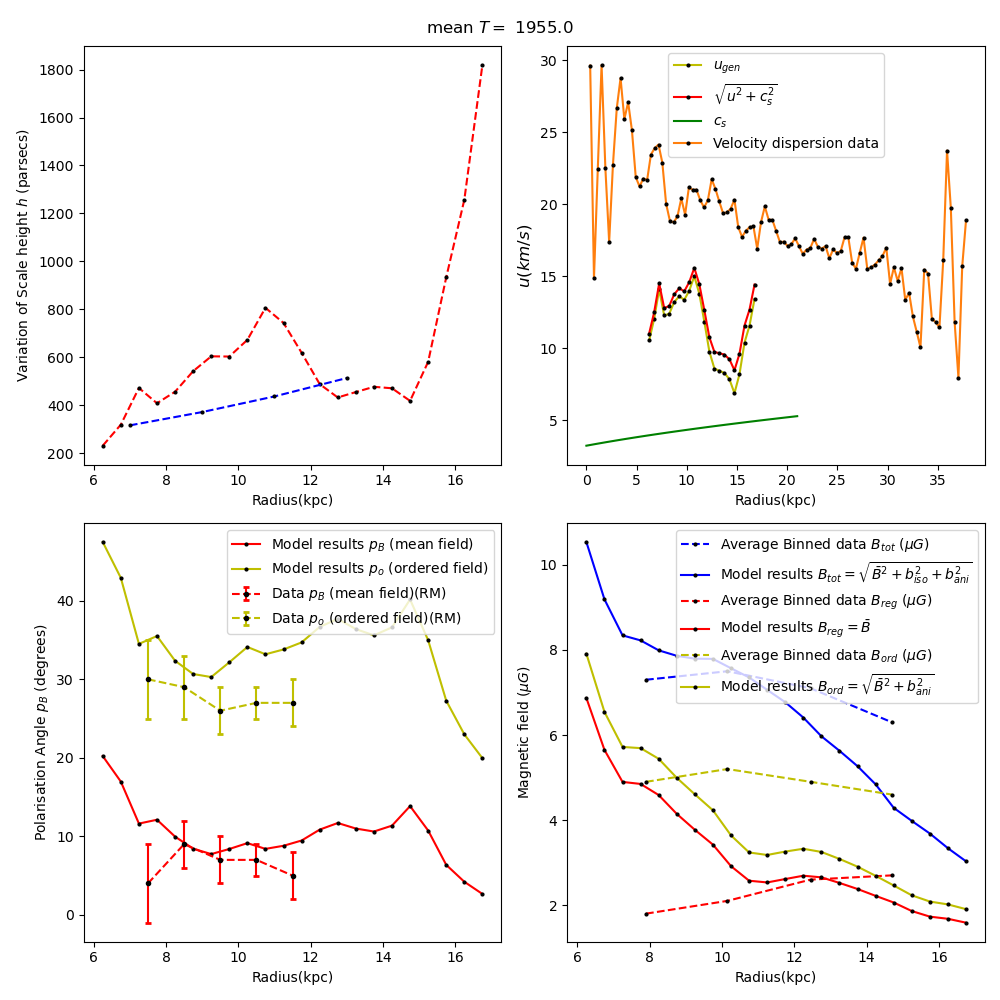 mean T = 1955.0
Variation of Scale height h (parsecs)
1800
1600
1400
1200
1000
800
600
400
200
6 8 10 12 14 16
Radius(kpc)
u(km/s)
30
25
20
15
10
5
0 5 10 15 20 25 30 35
Radius(kpc)
u_gen
√(u² + c_s²)
c_s
Velocity dispersion data
Polarisation Angle p_B (degrees)
40
30
20
10
0
6 8 10 12 14 16
Radius(kpc)
Model results p_B (mean field)
Model results p_o (ordered field)
Data p_B (mean field)(RM)
Data p_o (ordered field)(RM)
Magnetic field (μG)
10
8
6
4
2
6 8 10 12 14 16
Radius(kpc)
Average Binned data B_tot (μG)
Model results B_tot = √(B̄² + b²_iso + b²_ani)
Average Binned data B_reg (μG)
Model results B_reg = B̄
Average Binned data B_ord (μG)
Model results B_ord = √(B̄² + b²_ani)